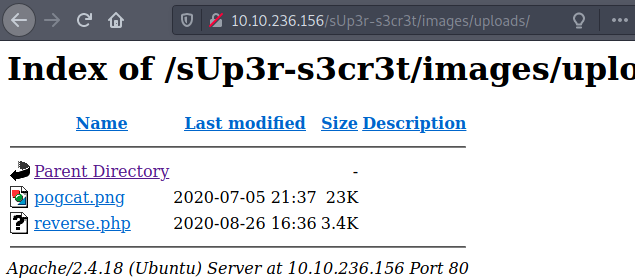 10.10.236.156/sUp3r-s3cr3t/images/uploads/
Index of /sUp3r-s3cr3t/images/uplo
Name Last modified Size Description
Parent Directory -
pogcat.png 2020-07-05 21:37 23K
? reverse.php 2020-08-26 16:36 3.4K
Apache/2.4.18 (Ubuntu) Server at 10.10.236.156 Port 80